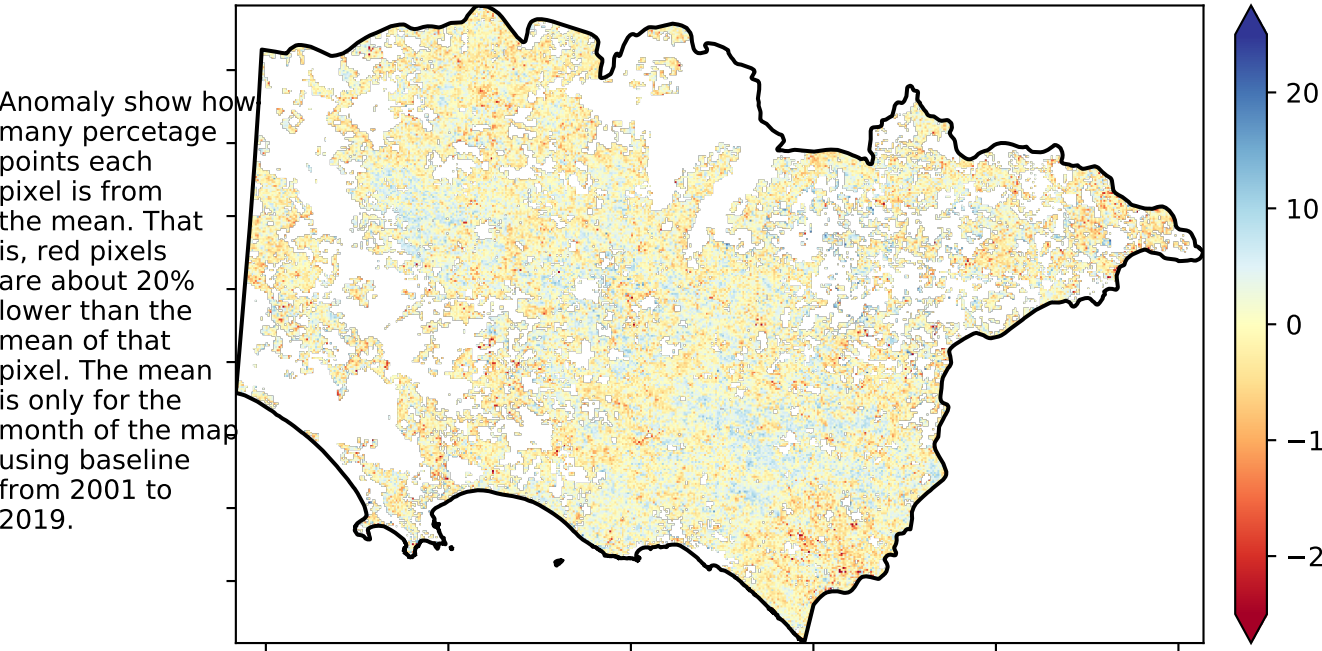 Anomaly show how
many percetage
points each
pixel is from
the mean. That
is, red pixels
are about 20%
lower than the
mean of that
pixel. The mean
is only for the
month of the map
using baseline
from 2001 to
2019.
20
10
0
−1
−2